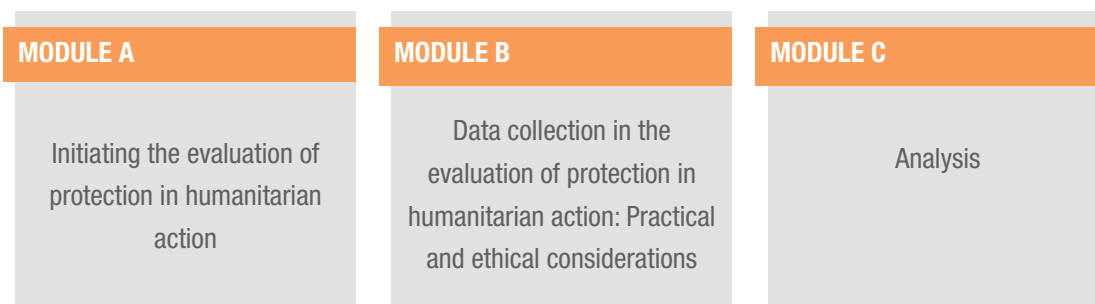 MODULE A
Initiating the evaluation of
protection in humanitarian
action
MODULE B
Data collection in the
evaluation of protection in
humanitarian action: Practical
and ethical considerations
MODULE C
Analysis